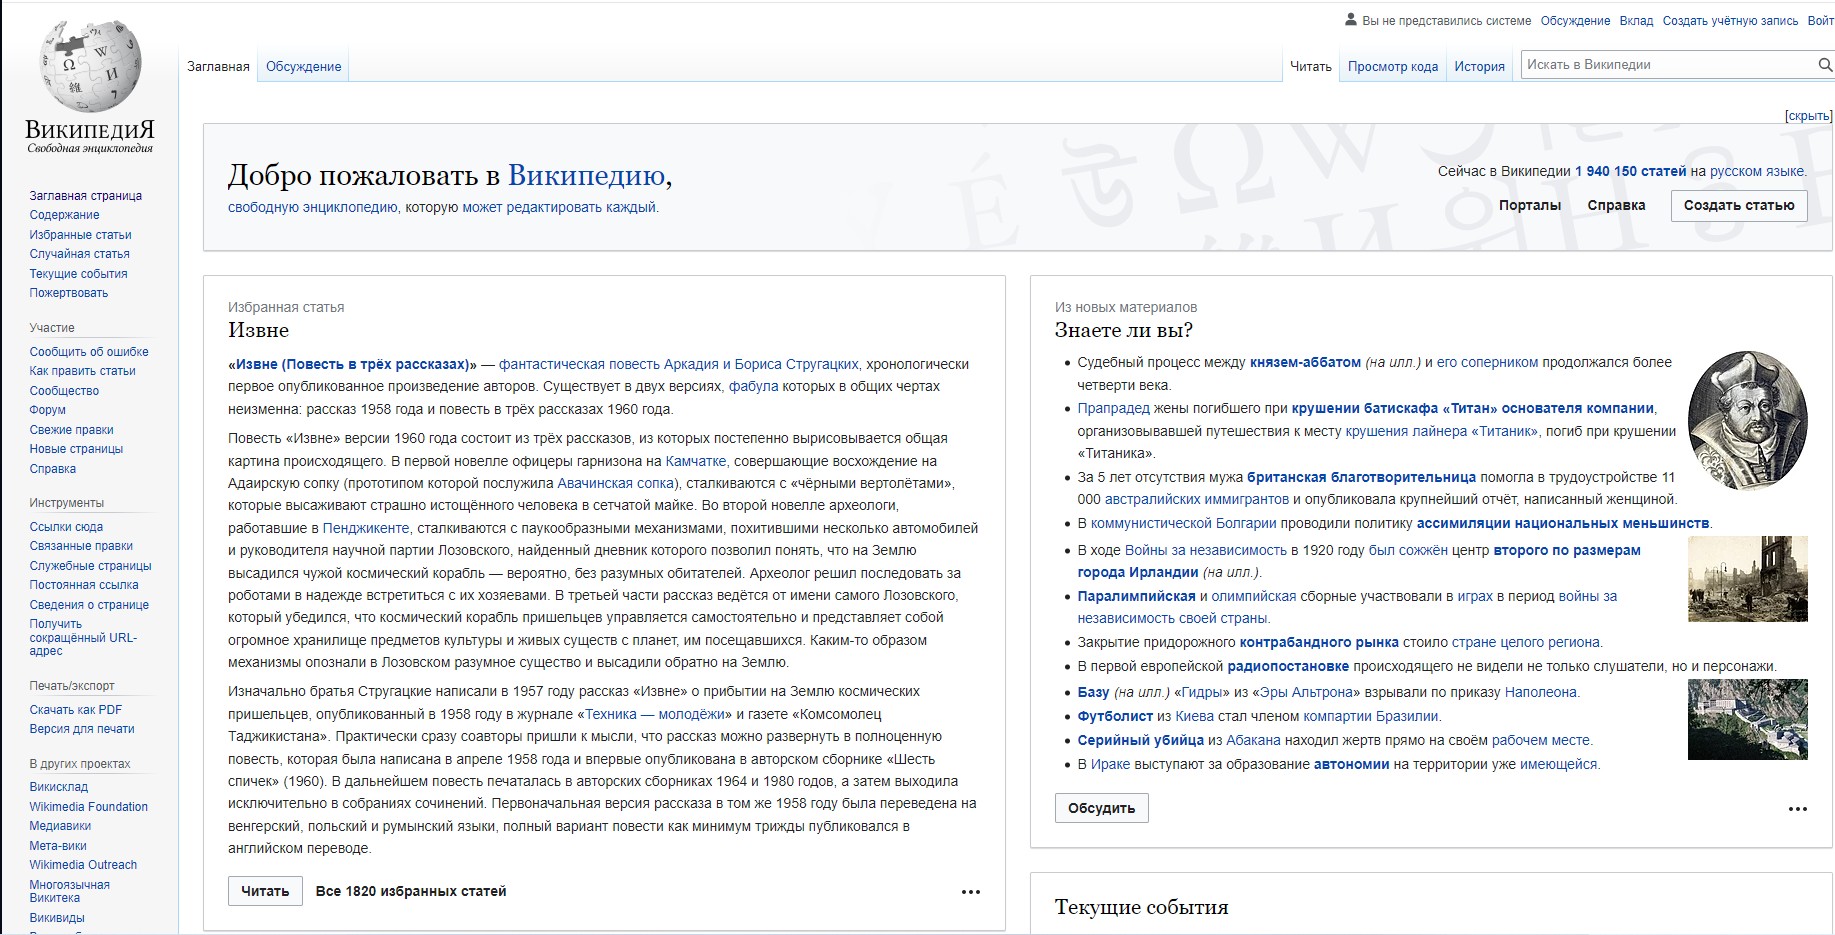 Вы не представились системе Обсуждение Вклад Создать учётную запись Войт
Заглавная Обсуждение Читать Просмотр кода История Искать в Википедии
ВикипедиЯ
Свободная энциклопедия
Заглавная страница
Содержание
Избранные статьи
Случайная статья
Текущие события
Пожертвовать
Участие
Сообщить об ошибке
Как править статьи
Сообщество
Форум
Свежие правки
Новые страницы
Справка
Инструменты
Ссылки сюда
Связанные правки
Служебные страницы
Постоянная ссылка
Сведения о странице
Получить
сокращённый URL-
адрес
Печать/экспорт
Скачать как PDF
Версия для печати
В других проектах
Викисклад
Wikimedia Foundation
Медиавики
Мета-вики
Wikimedia Outreach
Многоязычная
Викитека
Викивиды
[скрыть]
Добро пожаловать в Википедию,
свободную энциклопедию, которую может редактировать каждый.
Сейчас в Википедии 1 940 150 статей на русском языке.
Порталы Справка Создать статью
Избранная статья
Извне
«Извне (Повесть в трёх рассказах)» — фантастическая повесть Аркадия и Бориса Стругацких, хронологически
первое опубликованное произведение авторов. Существует в двух версиях, фабула которых в общих чертах
неизменна: рассказ 1958 года и повесть в трёх рассказах 1960 года.
Повесть «Извне» версии 1960 года состоит из трёх рассказов, из которых постепенно вырисовывается общая
картина происходящего. В первой новелле офицеры гарнизона на Камчатке, совершающие восхождение на
Адаирскую сопку (прототипом которой послужила Авачинская сопка), сталкиваются с «чёрными вертолётами»,
которые высаживают страшно истощённого человека в сетчатой майке. Во второй новелле археологи,
работавшие в Пенджикенте, сталкиваются с паукообразными механизмами, похитившими несколько автомобилей
и руководителя научной партии Лозовского, найденный дневник которого позволил понять, что на Землю
высадился чужой космический корабль — вероятно, без разумных обитателей. Археолог решил последовать за
роботами в надежде встретиться с их хозяевами. В третьей части рассказ ведётся от имени самого Лозовского,
который убедился, что космический корабль пришельцев управляется самостоятельно и представляет собой
огромное хранилище предметов культуры и живых существ с планет, им посещавшихся. Каким-то образом
механизмы опознали в Лозовском разумное существо и высадили обратно на Землю.
Изначально братья Стругацкие написали в 1957 году рассказ «Извне» о прибытии на Землю космических
пришельцев, опубликованный в 1958 году в журнале «Техника — молодёжи» и газете «Комсомолец
Таджикистана». Практически сразу соавторы пришли к мысли, что рассказ можно развернуть в полноценную
повесть, которая была написана в апреле 1958 года и впервые опубликована в авторском сборнике «Шесть
спичек» (1960). В дальнейшем повесть печаталась в авторских сборниках 1964 и 1980 годов, а затем выходила
исключительно в собраниях сочинений. Первоначальная версия рассказа в том же 1958 году была переведена на
венгерский, польский и румынский языки, полный вариант повести как минимум трижды публиковался в
английском переводе.
Читать Все 1820 избранных статей
Из новых материалов
Знаете ли вы?
Судебный процесс между князем-аббатом (на илл.) и его соперником продолжался более
четверти века.
Прапрадед жены погибшего при крушении батискафа «Титан» основателя компании,
организовывавшей путешествия к месту крушения лайнера «Титаник», погиб при крушении
«Титаника».
За 5 лет отсутствия мужа британская благотворительница помогла в трудоустройстве 11
000 австралийских иммигрантов и опубликовала крупнейший отчёт, написанный женщиной.
В коммунистической Болгарии проводили политику ассимиляции национальных меньшинств.
В ходе Войны за независимость в 1920 году был сожжён центр второго по размерам
города Ирландии (на илл.).
Паралимпийская и олимпийская сборные участвовали в играх в период войны за
независимость своей страны.
Закрытие придорожного контрабандного рынка стоило стране целого региона.
В первой европейской радиопостановке происходящего не видели не только слушатели, но и персонажи.
Базу (на илл.) «Гидры» из «Эры Альтрона» взрывали по приказу Наполеона.
Футболист из Киева стал членом компартии Бразилии.
Серийный убийца из Абакана находил жертв прямо на своём рабочем месте.
В Ираке выступают за образование автономии на территории уже имеющейся.
Обсудить
Текущие события